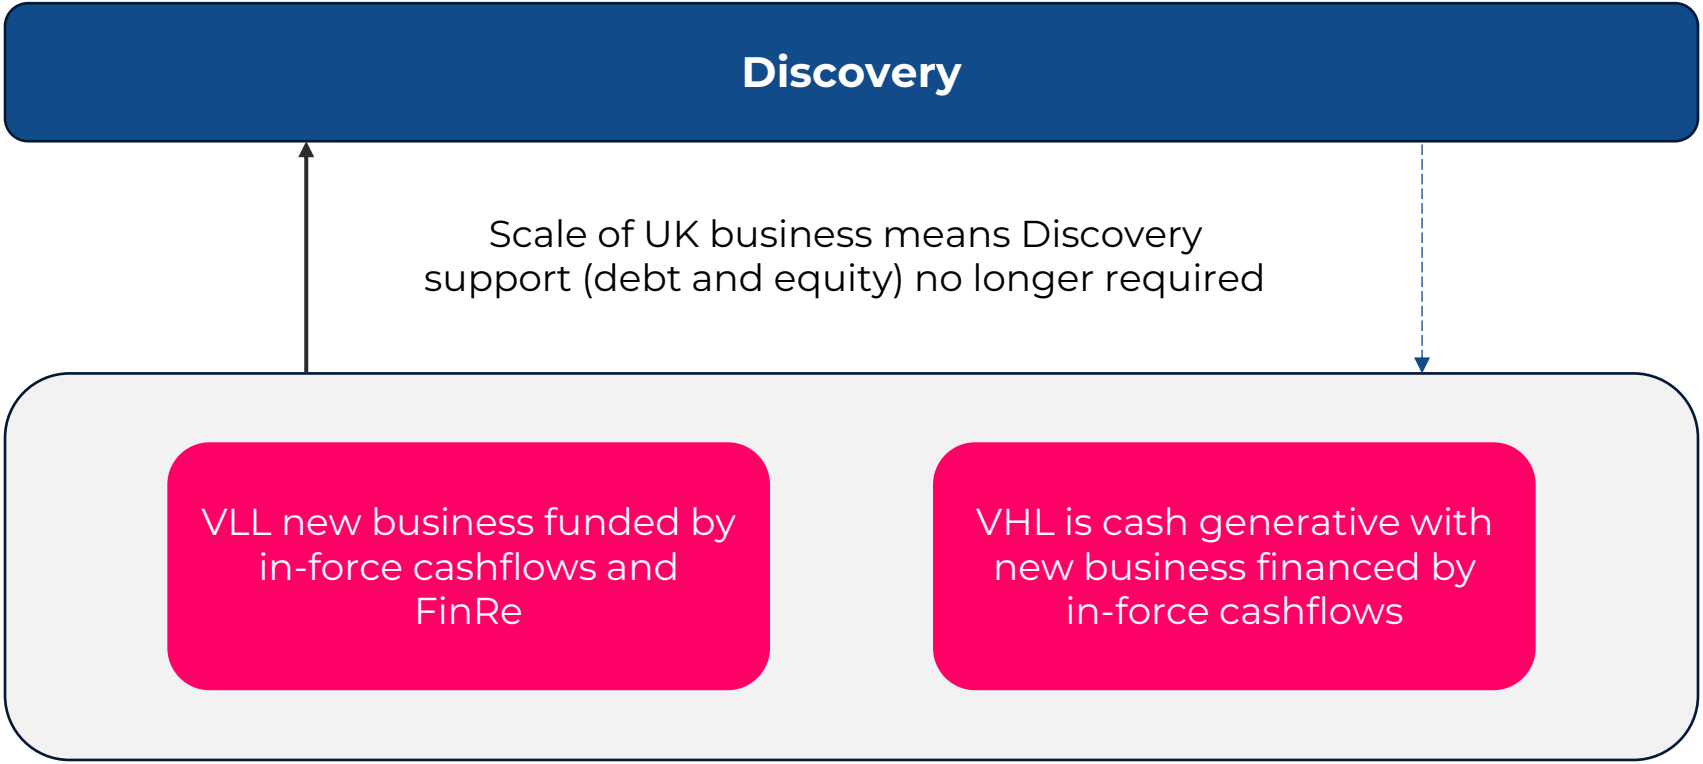 Discovery
Scale of UK business means Discovery
support (debt and equity) no longer required
VLL new business funded by
in-force cashflows and
FinRe
VHL is cash generative with
new business financed by
in-force cashflows